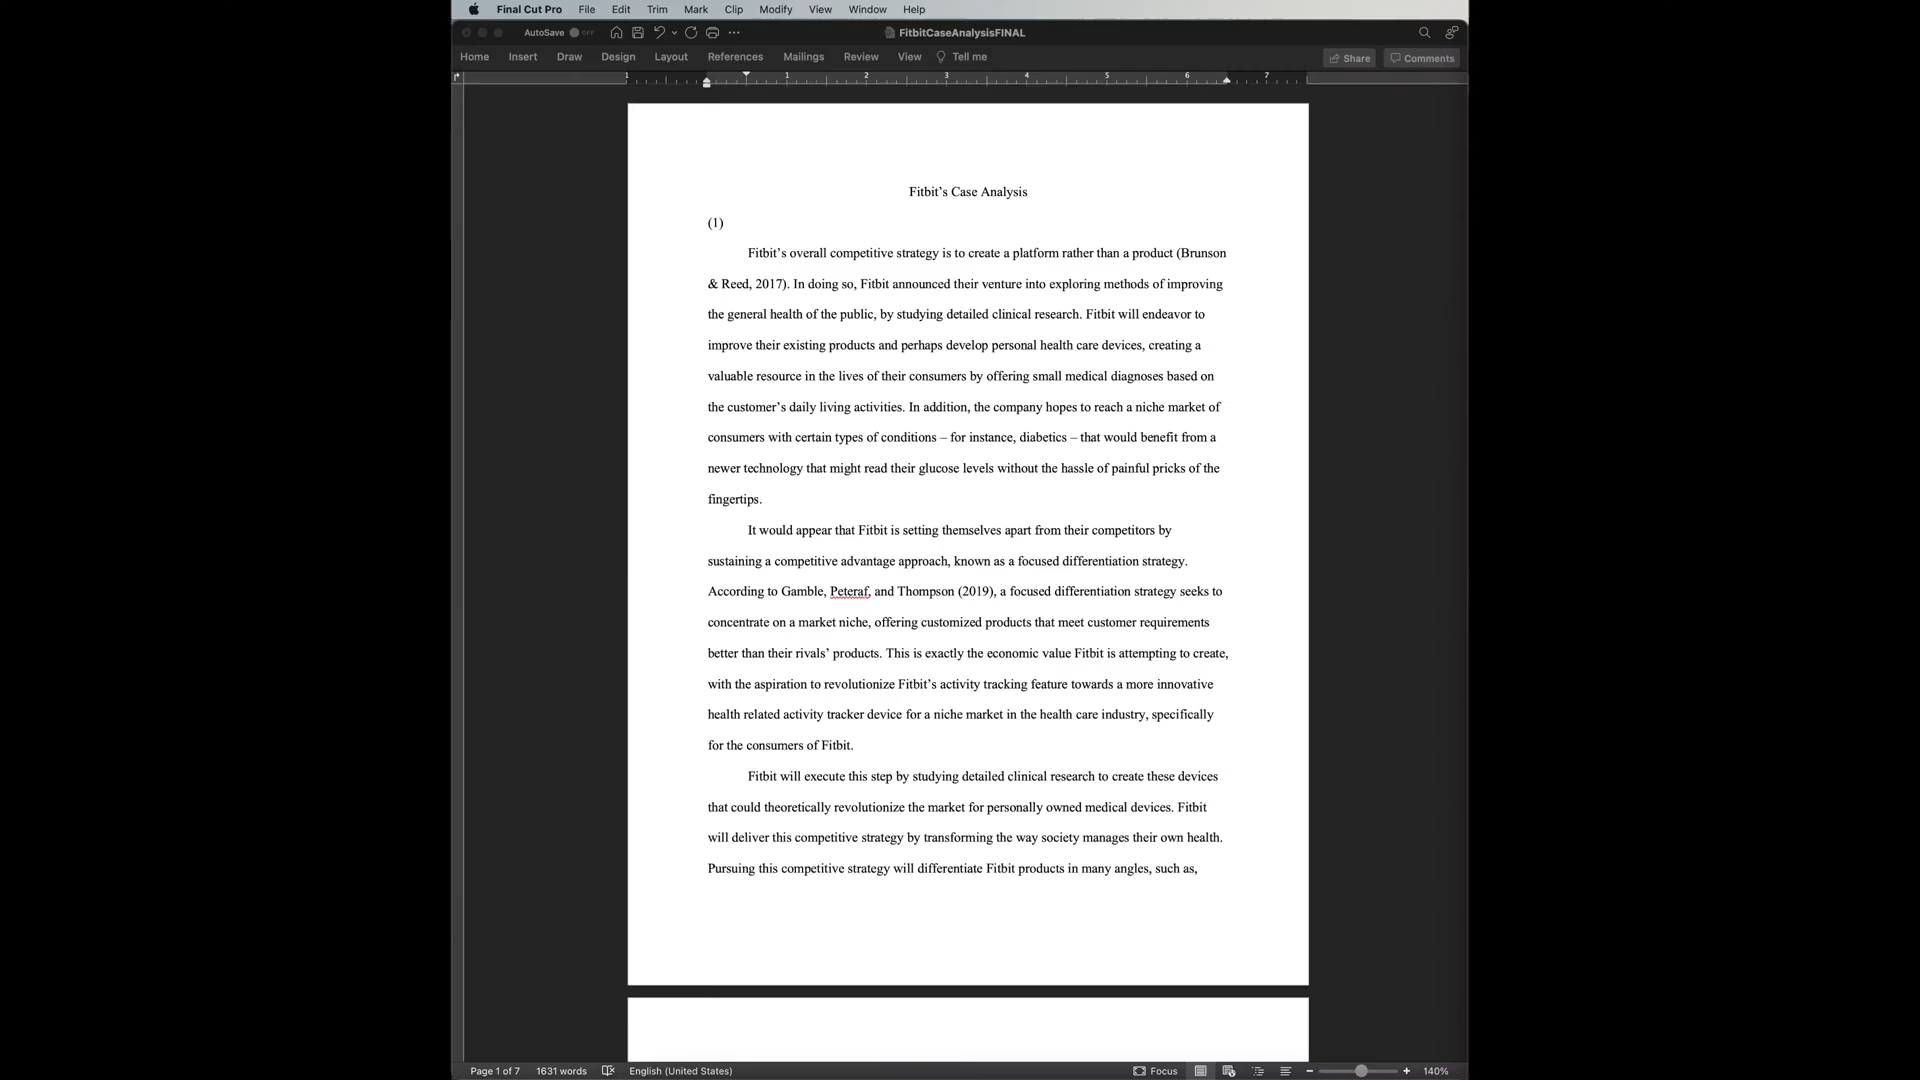 Final Cut Pro File Edit Trim Mark Clip Modify View Window Help
AutoSave OFF FitbitCaseAnalysisFINAL
Home Insert Draw Design Layout References Mailings Review View Tell me Share Comments
1 1 2 3 4 5 6 7
Fitbit’s Case Analysis
(1)
Fitbit’s overall competitive strategy is to create a platform rather than a product (Brunson
& Reed, 2017). In doing so, Fitbit announced their venture into exploring methods of improving
the general health of the public, by studying detailed clinical research. Fitbit will endeavor to
improve their existing products and perhaps develop personal health care devices, creating a
valuable resource in the lives of their consumers by offering small medical diagnoses based on
the customer’s daily living activities. In addition, the company hopes to reach a niche market of
consumers with certain types of conditions – for instance, diabetics – that would benefit from a
newer technology that might read their glucose levels without the hassle of painful pricks of the
fingertips.
It would appear that Fitbit is setting themselves apart from their competitors by
sustaining a competitive advantage approach, known as a focused differentiation strategy.
According to Gamble, Peteraf, and Thompson (2019), a focused differentiation strategy seeks to
concentrate on a market niche, offering customized products that meet customer requirements
better than their rivals’ products. This is exactly the economic value Fitbit is attempting to create,
with the aspiration to revolutionize Fitbit’s activity tracking feature towards a more innovative
health related activity tracker device for a niche market in the health care industry, specifically
for the consumers of Fitbit.
Fitbit will execute this step by studying detailed clinical research to create these devices
that could theoretically revolutionize the market for personally owned medical devices. Fitbit
will deliver this competitive strategy by transforming the way society manages their own health.
Pursuing this competitive strategy will differentiate Fitbit products in many angles, such as,
Page 1 of 7 1631 words English (United States) Focus 140%